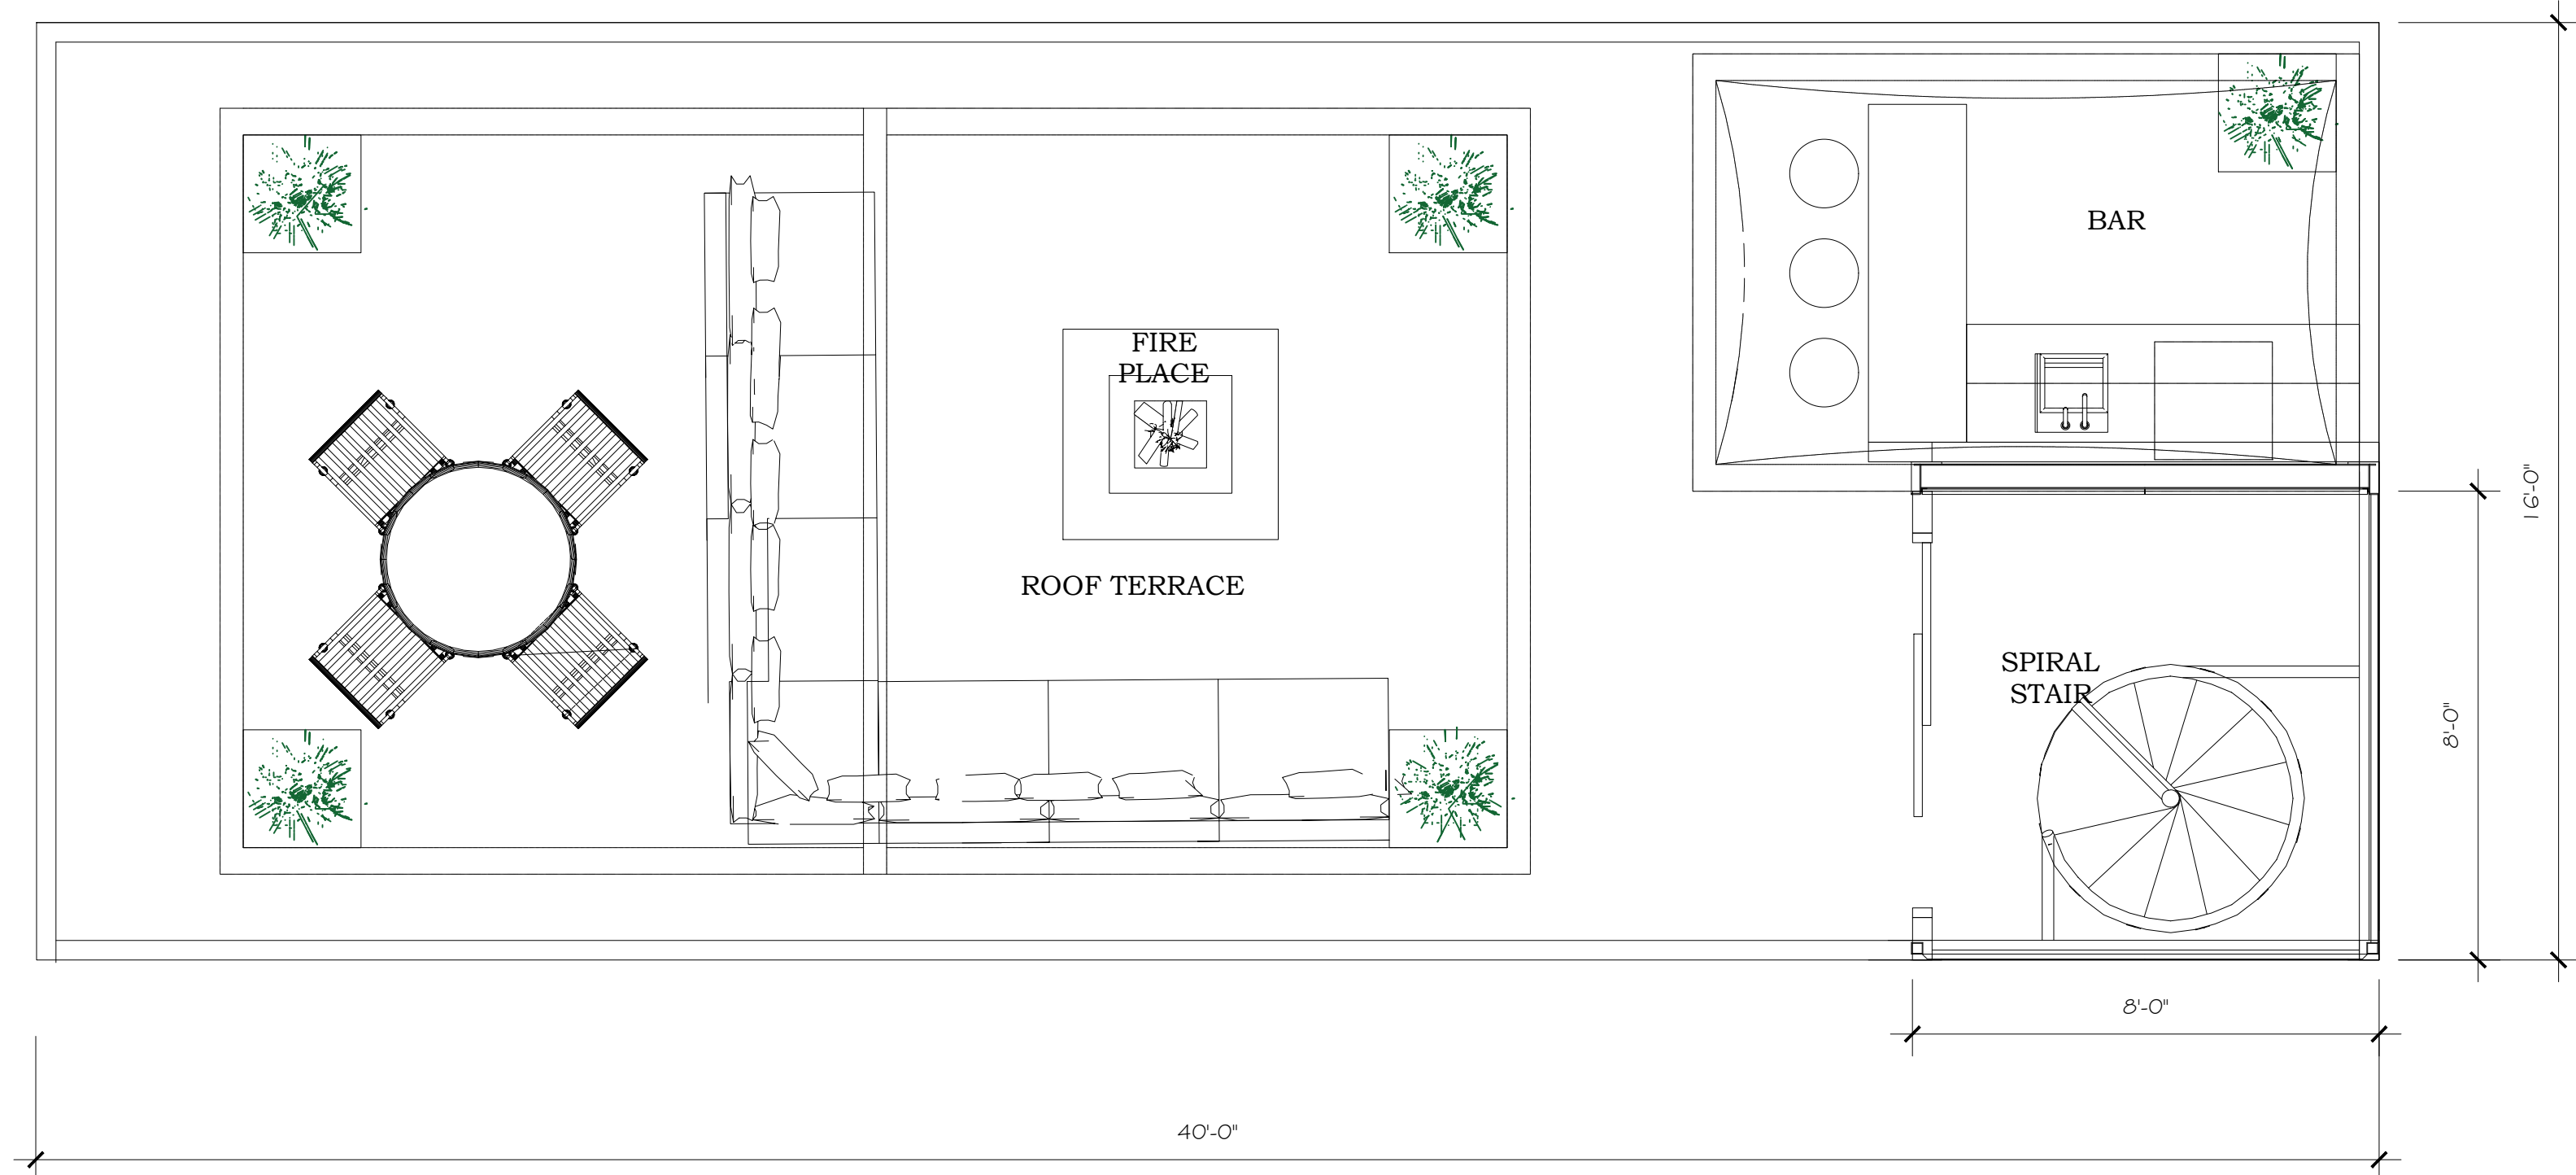 BAR
FIRE
PLACE
ROOF TERRACE
SPIRAL
STAIR
16'-0"
8'-0"
8'-0"
40'-0"